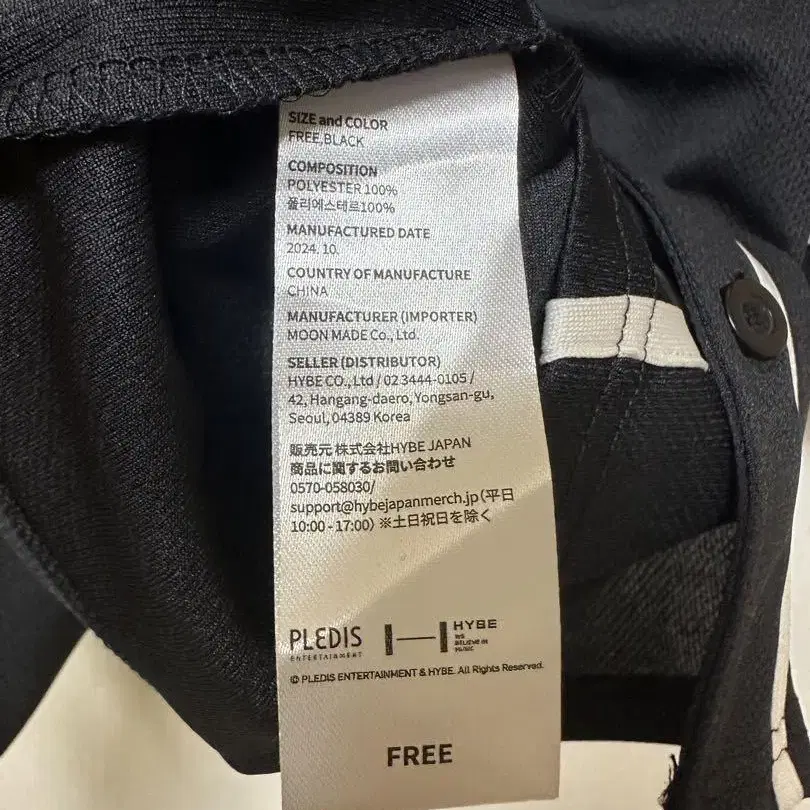 SIZE and COLOR
FREE,BLACK
COMPOSITION
POLYESTER 100%
폴리에스테르100%
MANUFACTURED DATE
2024. 10.
COUNTRY OF MANUFACTURE
CHINA
MANUFACTURER (IMPORTER)
MOON MADE Co., Ltd.
SELLER (DISTRIBUTOR)
HYBE CO., Ltd / 02 3444-0105 /
42, Hangang-daero, Yongsan-gu,
Seoul, 04389 Korea
販売元 株式会社HYBE JAPAN
商品に関するお問い合わせ
0570-058030/
support@hybejapanmerch.jp(平日
10:00 - 17:00) ※土日祝日を除く
PLEDIS
ENTERTAINMENT
HYBE
WE
BELIEVE IN
MUSIC
© PLEDIS ENTERTAINMENT & HYBE. All Rights Reserved.
FREE